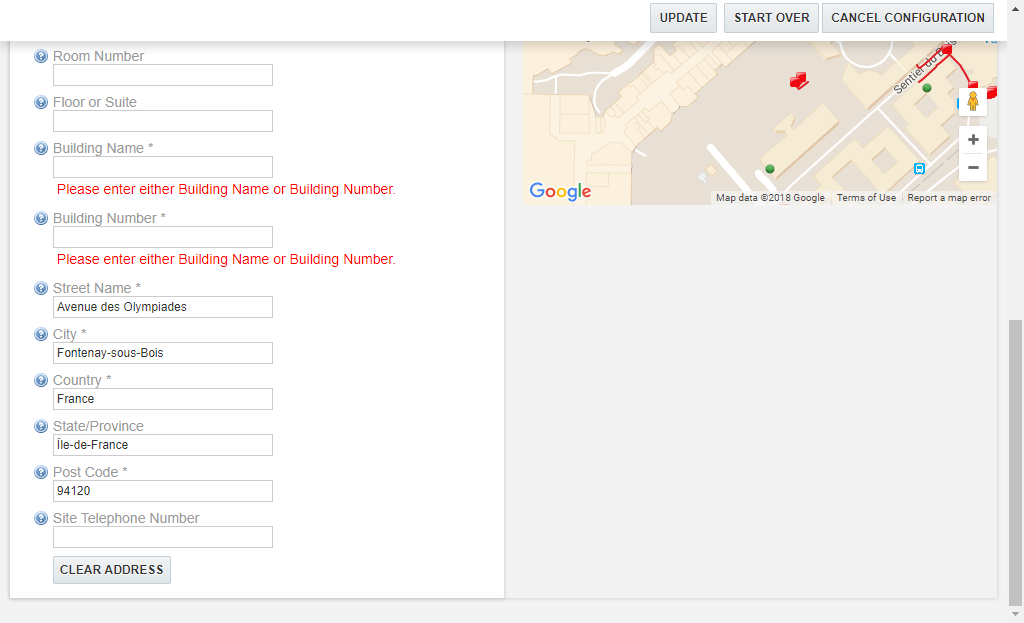 UPDATE
START OVER
CANCEL CONFIGURATION
Room Number
Floor or Suite
Building Name *
Please enter either Building Name or Building Number.
Building Number *
Please enter either Building Name or Building Number.
Street Name *
Avenue des Olympiades
City *
Fontenay-sous-Bois
Country *
France
State/Province
Île-de-France
Post Code *
94120
Site Telephone Number
CLEAR ADDRESS
Sentier du
Google
Map data ©2018 Google
Terms of Use
Report a map error